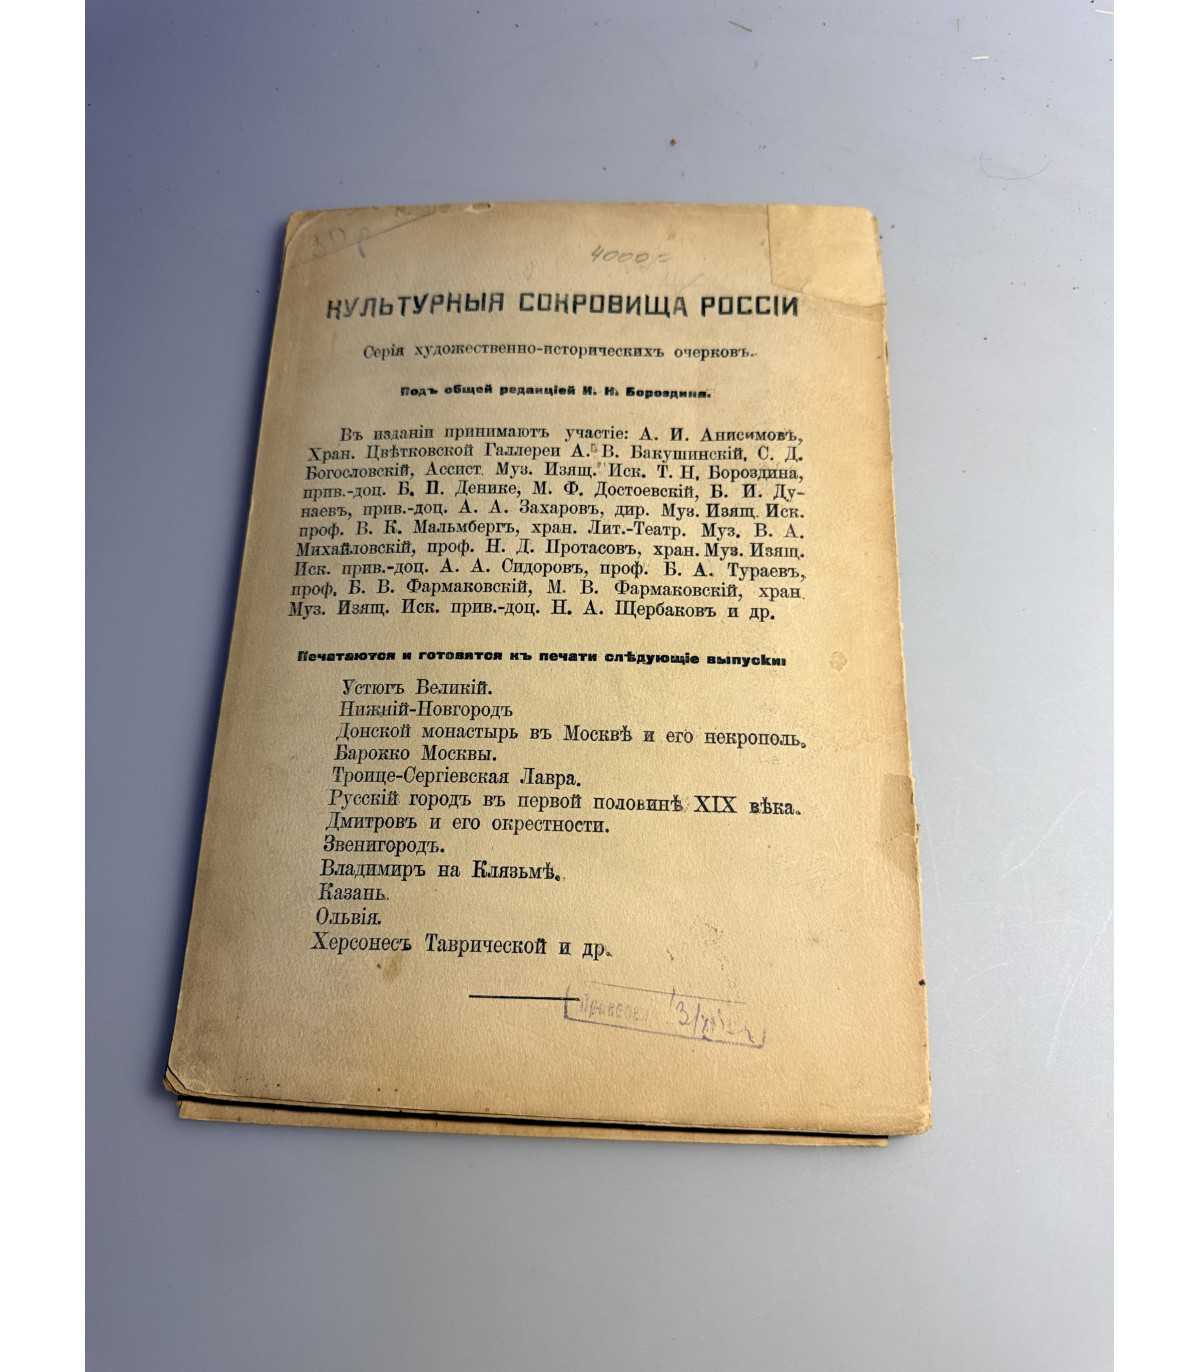 4000
КУЛЬТУРНЫЯ СОКРОВИЩА РОССІИ
Серія художественно-историческихъ очерковъ.
Подъ общей редакціей И. Н. Бороздина.
Въ изданіи принимаютъ участіе: А. И. Анисимовъ,
Хран. Цвѣтковской Галлереи А. В. Бакушинскій, С. Д.
Богословскій, Ассист. Муз. Изящ. Иск. Т. Н. Бороздина,
прив.-доц. Б. П. Денике, М. Ф. Достоевскій, Б. И. Ду-
наевъ, прив.-доц. А. А. Захаровъ, дир. Муз. Изящ. Иск.
проф. В. К. Мальмбергъ, хран. Лит.-Театр. Муз. В. А.
Михайловскій, проф. Н. Д. Протасовъ, хран. Муз. Изящ.
Иск. прив.-доц. А. А. Сидоровъ, проф. Б. А. Тураевъ,
проф. Б. В. Фармаковскій, М. В. Фармаковскій, хран.
Муз. Изящ. Иск. прив.-доц. Н. А. Щербаковъ и др.
Печатаются и готовятся къ печати слѣдующіе выпуски:
Устюгъ Великій.
Нижній-Новгородъ
Донской монастырь въ Москвѣ и его некрополь.
Барокко Москвы.
Троице-Сергіевская Лавра.
Русскій городъ въ первой половинѣ XIX вѣка.
Дмитровъ и его окрестности.
Звенигородъ.
Владимиръ на Клязьмѣ.
Казань.
Ольвія.
Херсонесъ Таврической и др.